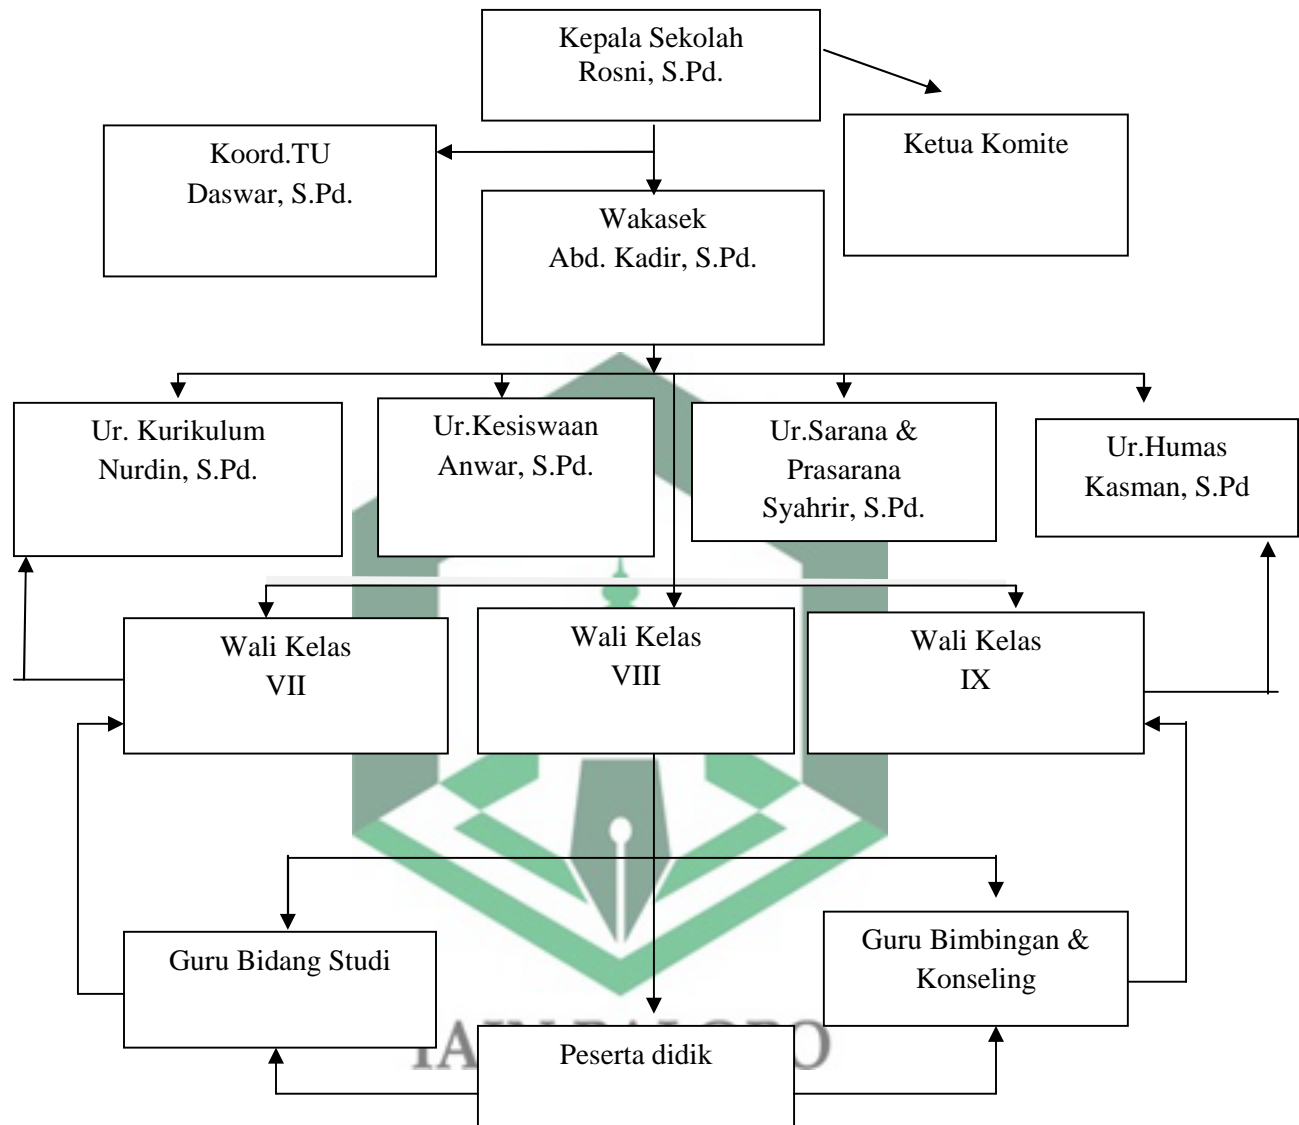 Kepala Sekolah
Rosni, S.Pd.
Koord.TU
Daswar, S.Pd.
Ketua Komite
Wakasek
Abd. Kadir, S.Pd.
Ur. Kurikulum
Nurdin, S.Pd.
Ur.Kesiswaan
Anwar, S.Pd.
Ur.Sarana &
Prasarana
Syahrir, S.Pd.
Ur.Humas
Kasman, S.Pd
Wali Kelas
VII
Wali Kelas
VIII
Wali Kelas
IX
Guru Bidang Studi
Guru Bimbingan &
Konseling
Peserta didik